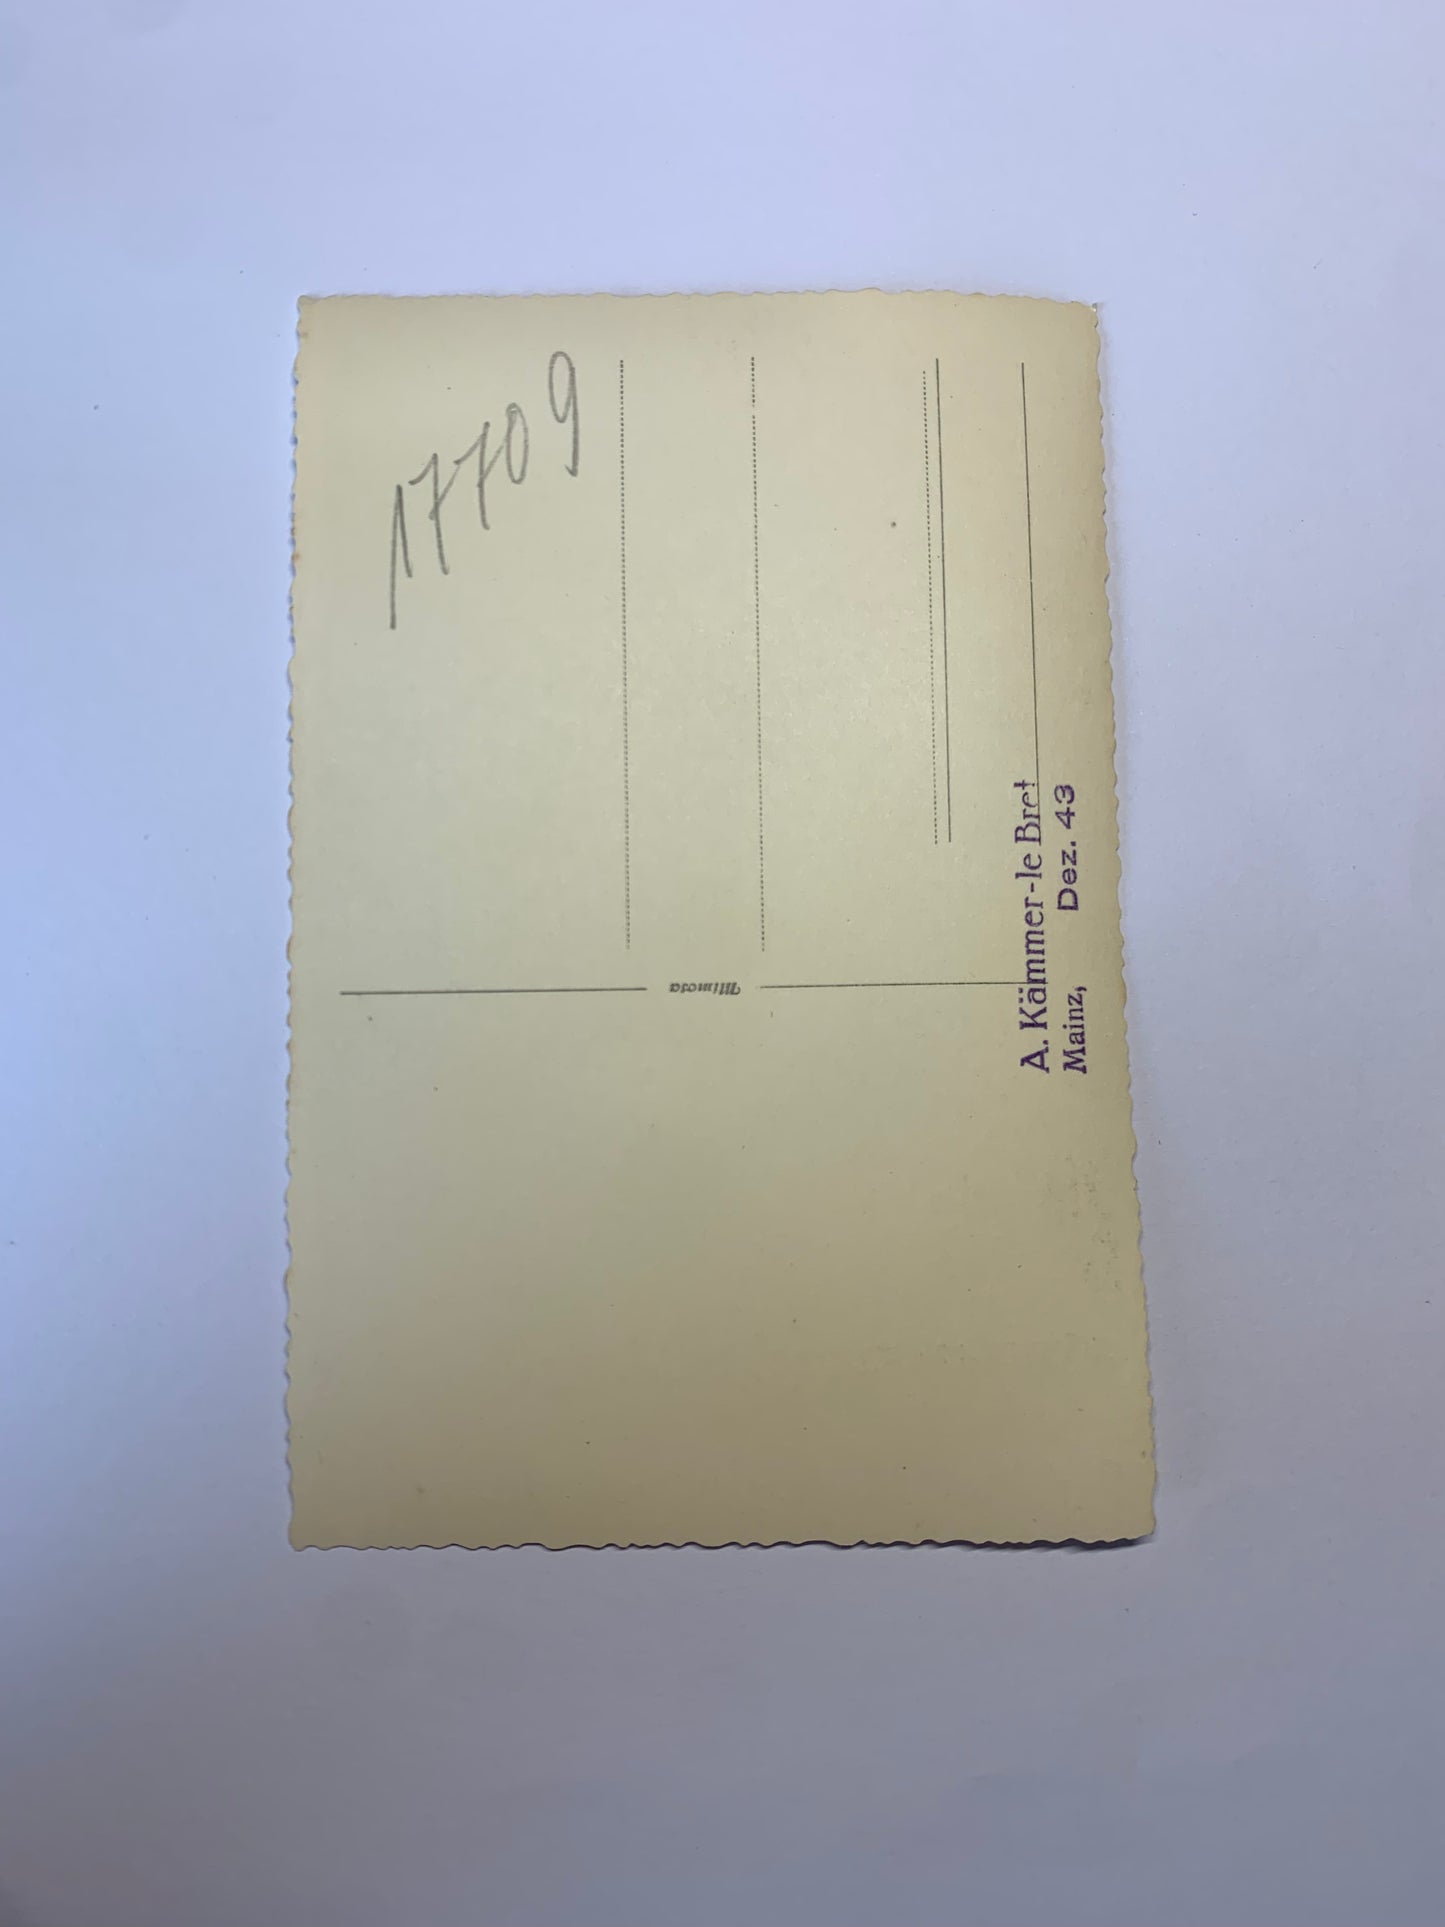 17709
Mimosa
A. Kämmer-le Bret
Mainz, Dez. 43